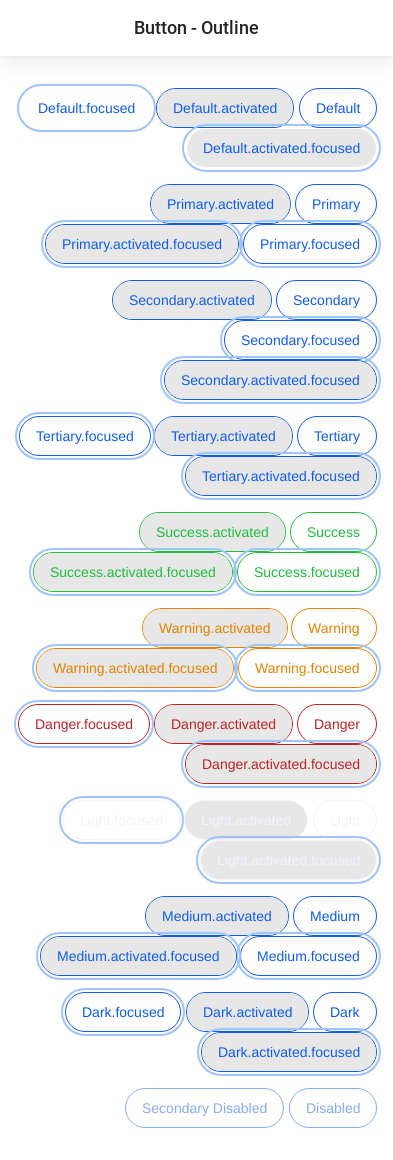 Button - Outline
Default.focused Default.activated Default
Default.activated.focused
Primary.activated Primary
Primary.activated.focused Primary.focused
Secondary.activated Secondary
Secondary.focused
Secondary.activated.focused
Tertiary.focused Tertiary.activated Tertiary
Tertiary.activated.focused
Success.activated Success
Success.activated.focused Success.focused
Warning.activated Warning
Warning.activated.focused Warning.focused
Danger.focused Danger.activated Danger
Danger.activated.focused
Light.focused Light.activated Light
Light.activated.focused
Medium.activated Medium
Medium.activated.focused Medium.focused
Dark.focused Dark.activated Dark
Dark.activated.focused
Secondary Disabled Disabled